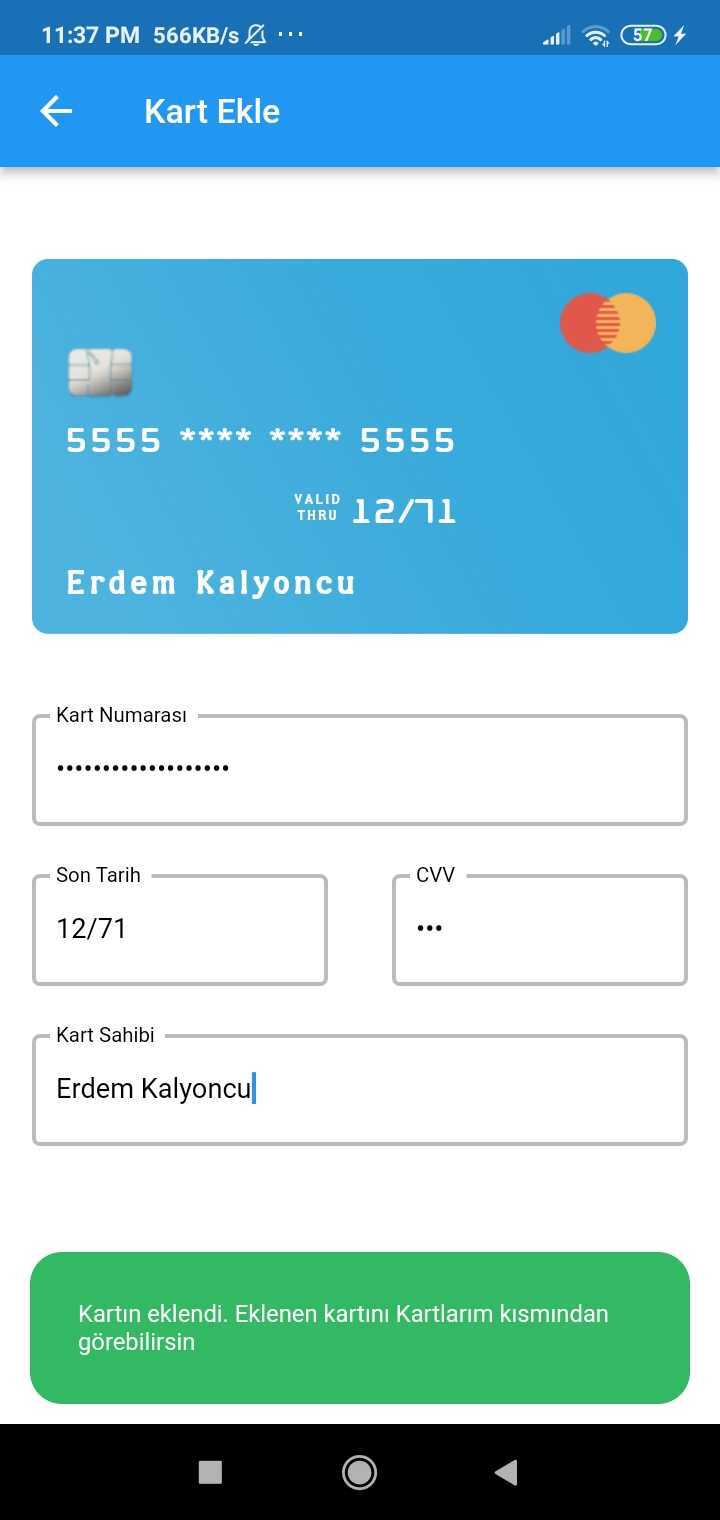 11:37 PM 566KB/s ... 57
Kart Ekle
5555 **** **** 5555
VALID
THRU 12/71
Erdem Kalyoncu
Kart Numarası
•••••••••••••••••••
Son Tarih CVV
12/71 •••
Kart Sahibi
Erdem Kalyoncu
Kartın eklendi. Eklenen kartını Kartlarım kısmından
görebilirsin